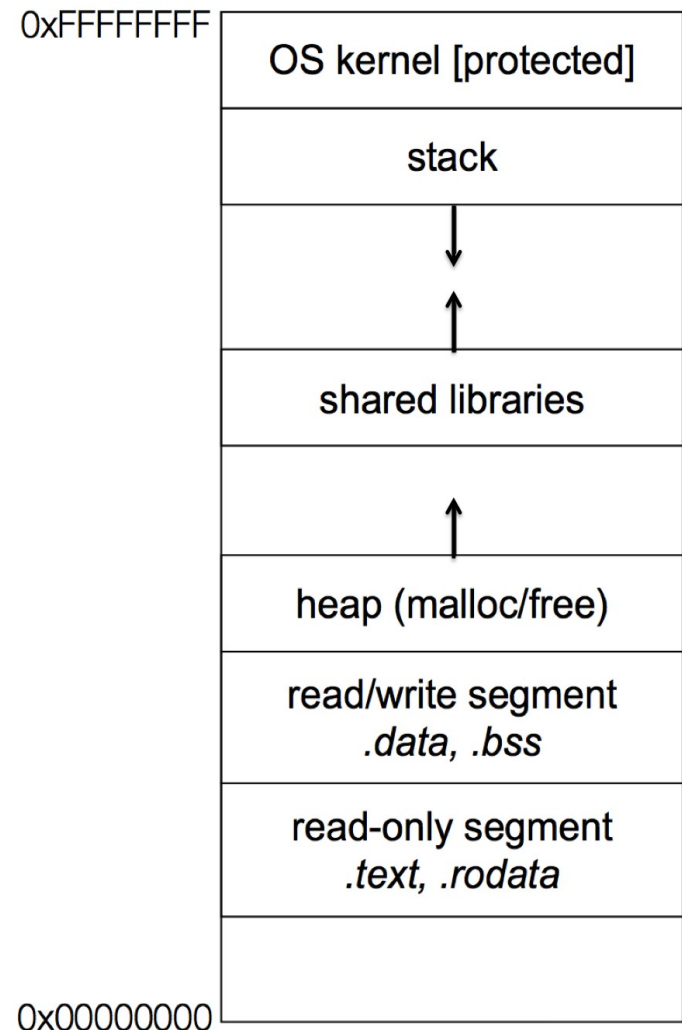 0xFFFFFFFF
OS kernel [protected]
stack
shared libraries
heap (malloc/free)
read/write segment
.data, .bss
read-only segment
.text, .rodata
0x00000000